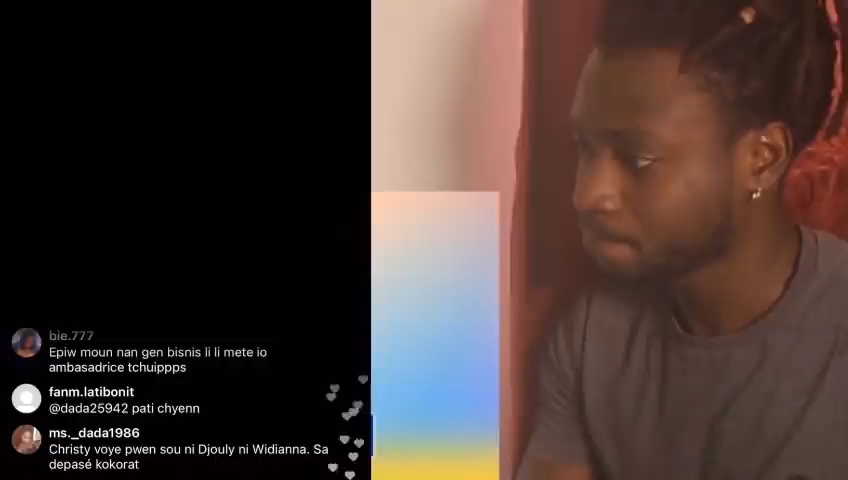 bie.777
Epiw moun nan gen bisnis li li mete io
ambasadrice tchuippps
fanm.latibonit
@dada25942 pati chyenn
ms._dada1986
Christy voye pwen sou ni Djouly ni Widianna. Sa
depasé kokorat